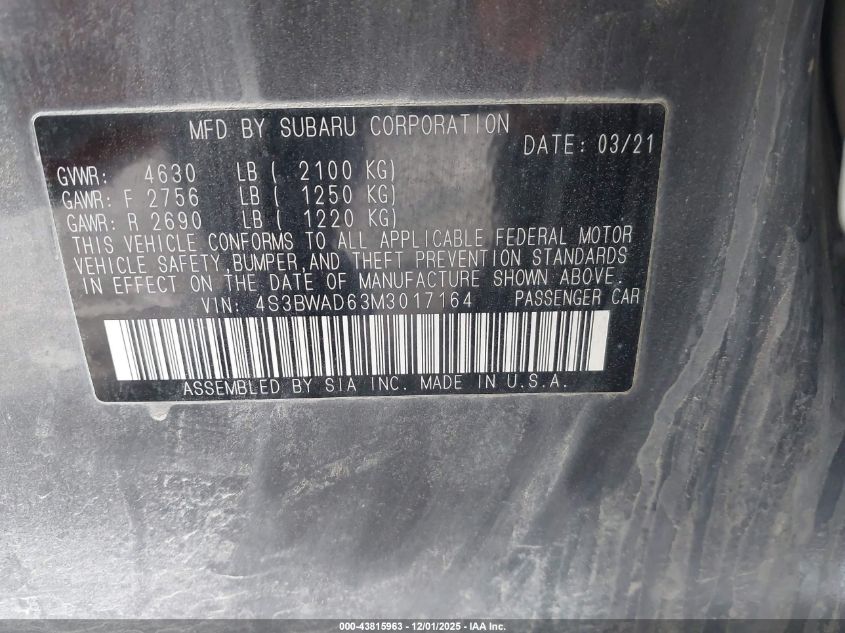 MFD BY SUBARU CORPORATION
DATE: 03/21
GVWR: 4630 LB ( 2100 KG)
GAWR: F 2756 LB ( 1250 KG)
GAWR: R 2690 LB ( 1220 KG)
THIS VEHICLE CONFORMS TO ALL APPLICABLE FEDERAL MOTOR
VEHICLE SAFETY,BUMPER,AND THEFT PREVENTION STANDARDS
IN EFFECT ON THE DATE OF MANUFACTURE SHOWN ABOVE.
VIN: 4S3BWAD63M3017164 PASSENGER CAR
ASSEMBLED BY SIA INC. MADE IN U.S.A.
000-43815963 - 12/01/2025 - IAA Inc.